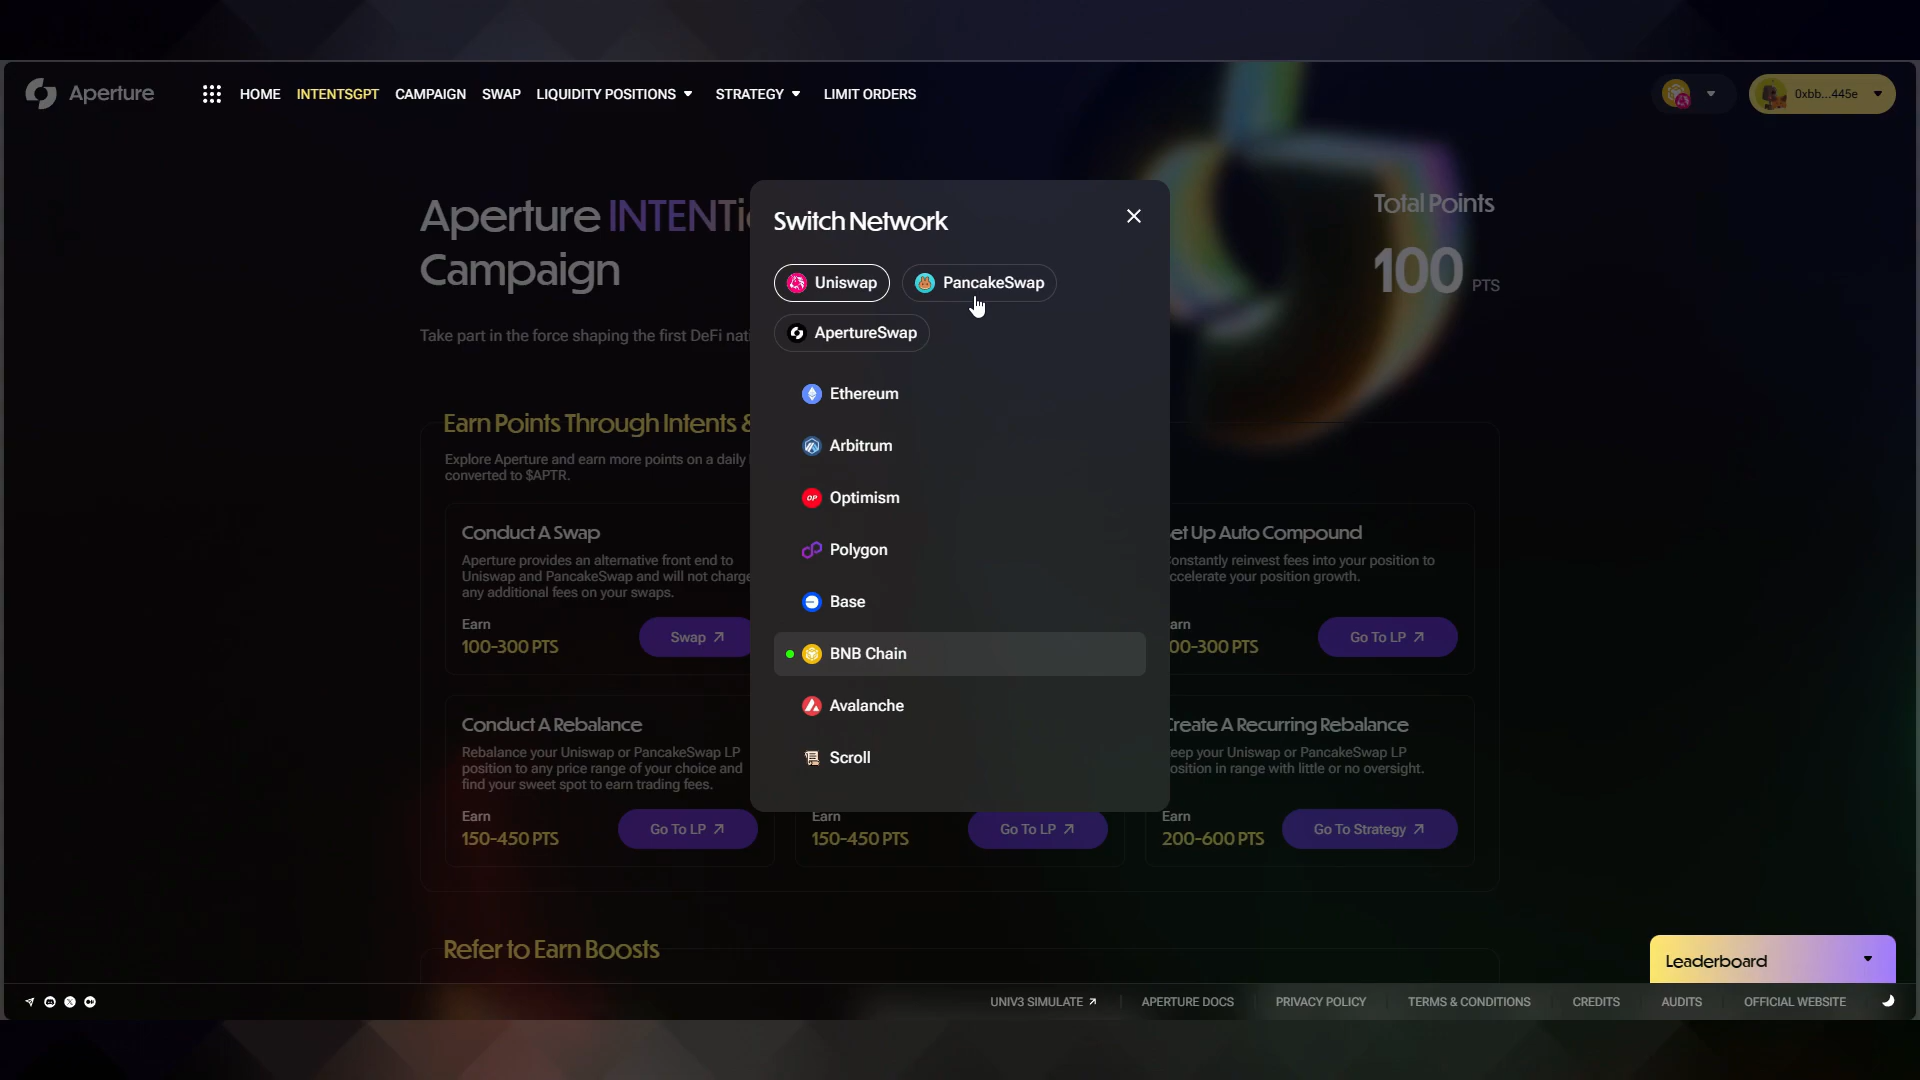 Aperture
HOME
INTENTSGPT
CAMPAIGN
SWAP
LIQUIDITY POSITIONS
STRATEGY
LIMIT ORDERS
0xbb...445e
Aperture INTENTi
Campaign
Take part in the force shaping the first DeFi nati
Total Points
100 PTS
Switch Network
Uniswap
PancakeSwap
ApertureSwap
Ethereum
Arbitrum
OP
Optimism
Polygon
Base
BNB Chain
Avalanche
Scroll
Earn Points Through Intents &
Explore Aperture and earn more points on a daily
converted to $APTR.
Conduct A Swap
Aperture provides an alternative front end to
Uniswap and PancakeSwap and will not charge
any additional fees on your swaps.
Earn
100-300 PTS
Swap
et Up Auto Compound
onstantly reinvest fees into your position to
ccelerate your position growth.
arn
00-300 PTS
Go To LP
Conduct A Rebalance
Rebalance your Uniswap or PancakeSwap LP
position to any price range of your choice and
find your sweet spot to earn trading fees.
Earn
150-450 PTS
Go To LP
Earn
150-450 PTS
Go To LP
Create A Recurring Rebalance
eep your Uniswap or PancakeSwap LP
osition in range with little or no oversight.
Earn
200-600 PTS
Go To Strategy
Refer to Earn Boosts
Leaderboard
UNIV3 SIMULATE
APERTURE DOCS
PRIVACY POLICY
TERMS & CONDITIONS
CREDITS
AUDITS
OFFICIAL WEBSITE